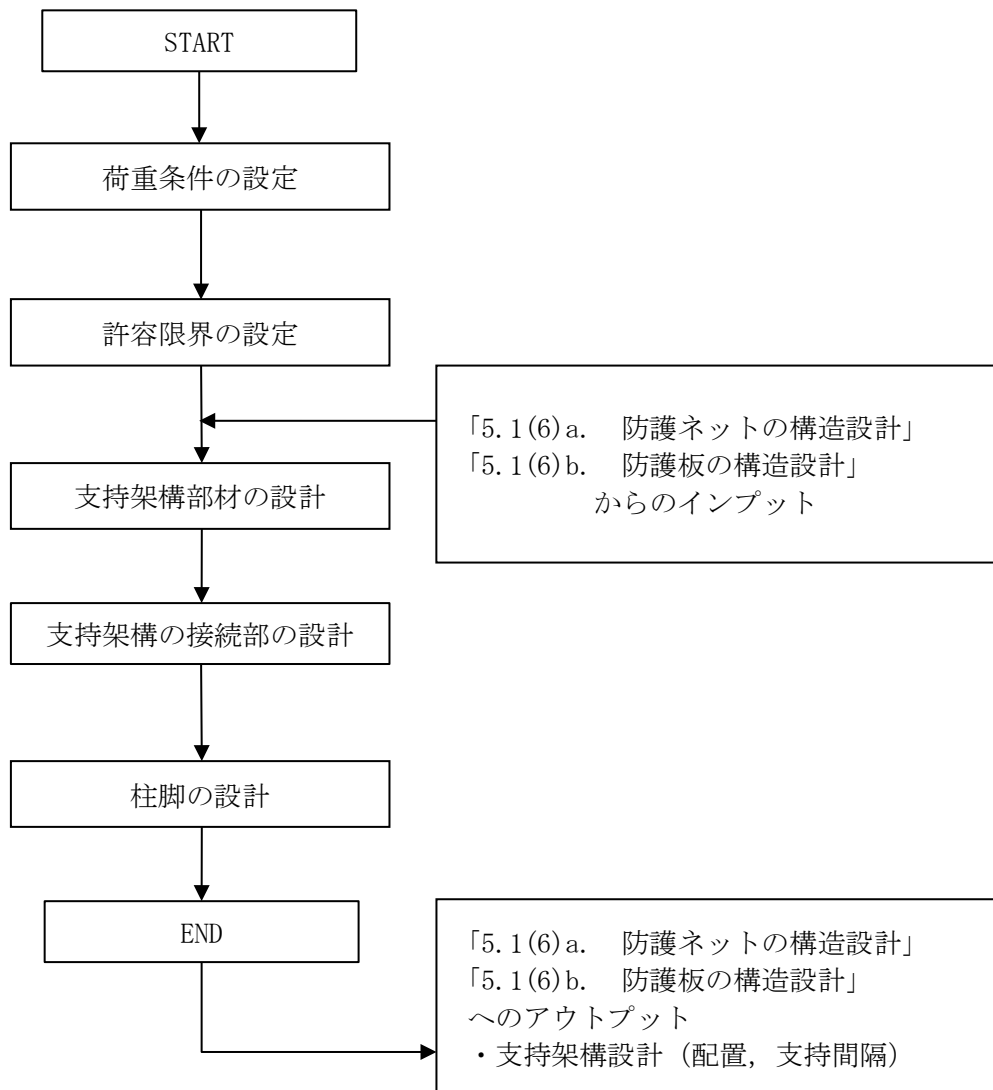 START
荷重条件の設定
許容限界の設定
「5.1(6)a.　防護ネットの構造設計」
「5.1(6)b.　防護板の構造設計」
からのインプット
支持架構部材の設計
支持架構の接続部の設計
柱脚の設計
END
「5.1(6)a.　防護ネットの構造設計」
「5.1(6)b.　防護板の構造設計」
へのアウトプット
・支持架構設計（配置，支持間隔）